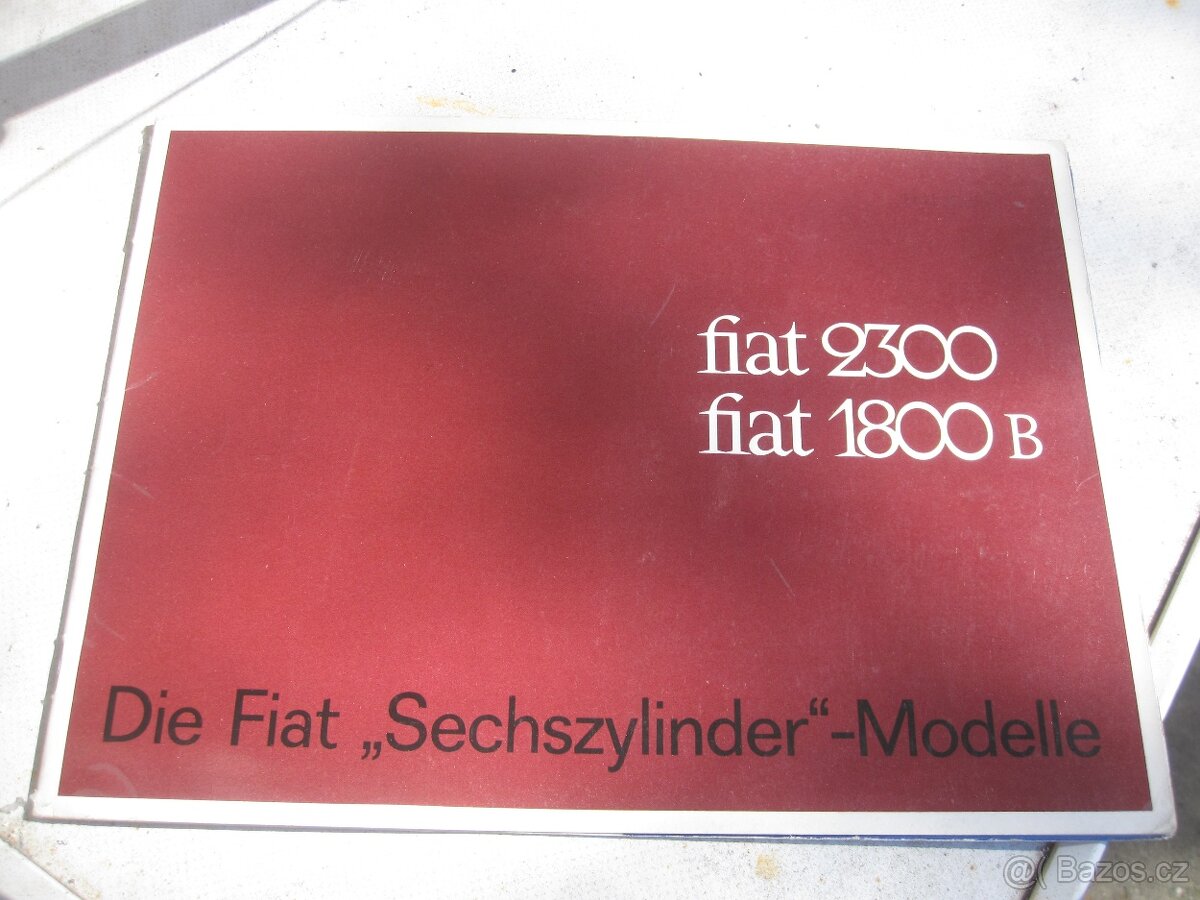 fiat 2300
fiat 1800 B
Die Fiat „Sechszylinder“-Modelle
@( Bazos.cz